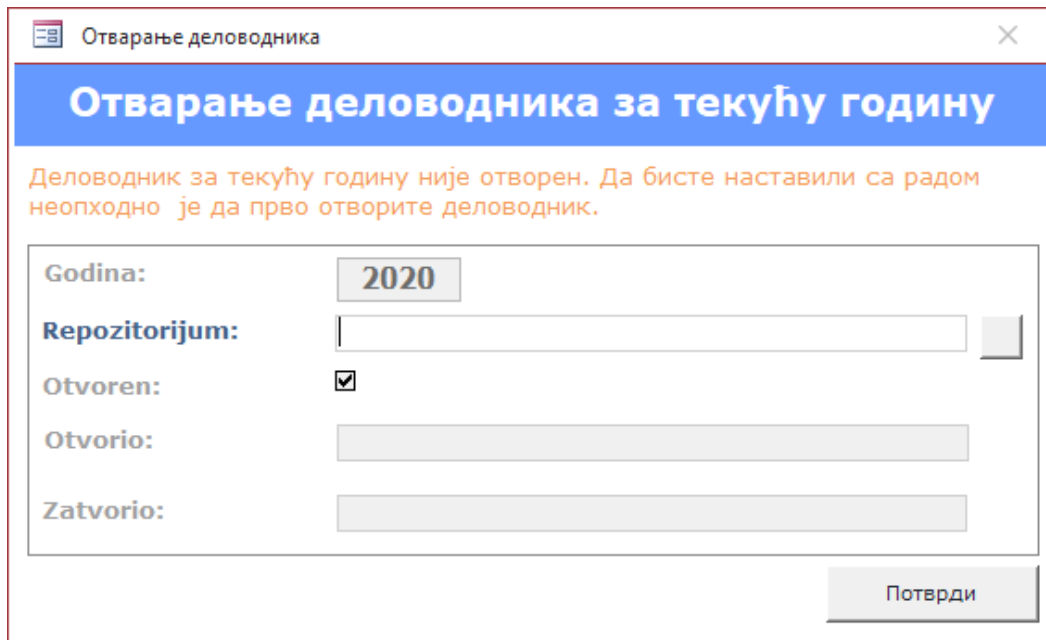 Отварање деловодника
Отварање деловодника за текућу годину
Деловодник за текућу годину није отворен. Да бисте наставили са радом
неопходно је да прво отворите деловодник.
Godina: 2020
Repozitorijum:
Otvoren:
Otvorio:
Zatvorio:
Потврди